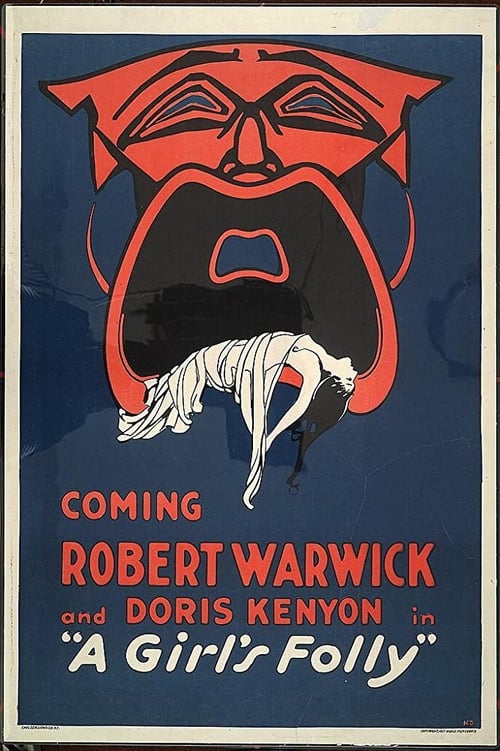 COMING
ROBERT WARWICK
and DORIS KENYON in
"A Girl's Folly"